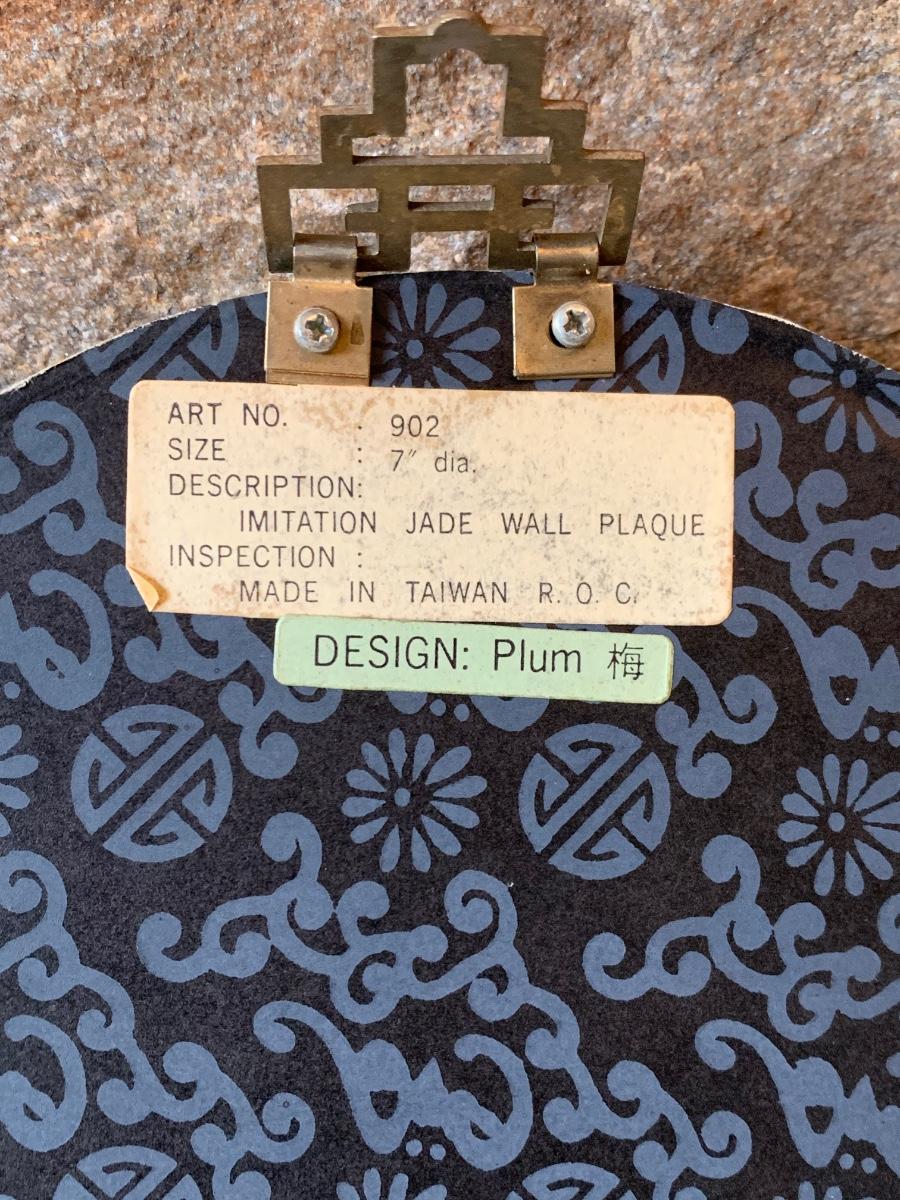 ART NO. : 902
SIZE : 7″ dia.
DESCRIPTION:
IMITATION JADE WALL PLAQUE
INSPECTION :
MADE IN TAIWAN R. O. C.
DESIGN: Plum 梅